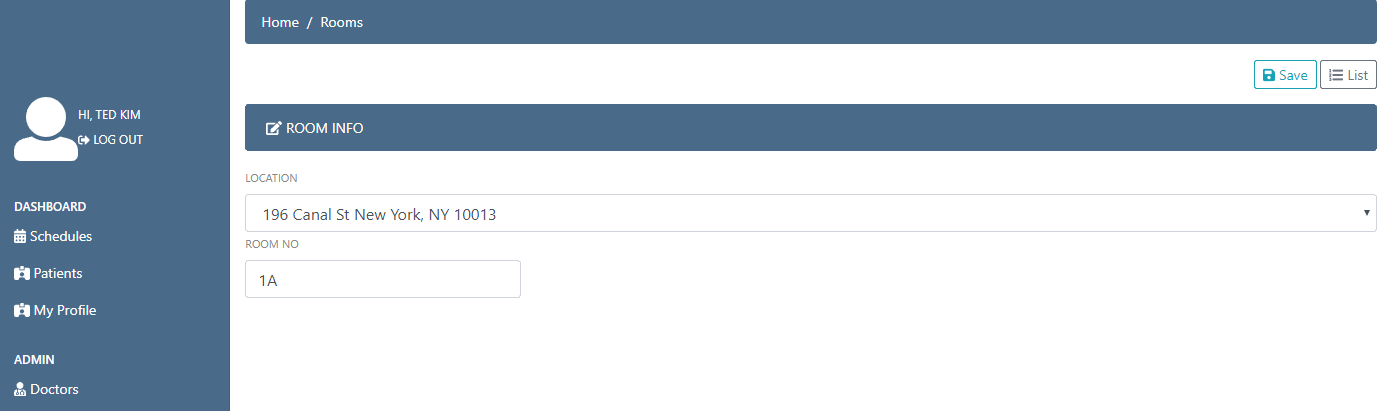 Home / Rooms
Save
List
HI, TED KIM
LOG OUT
ROOM INFO
LOCATION
196 Canal St New York, NY 10013
ROOM NO
1A
DASHBOARD
Schedules
Patients
My Profile
ADMIN
Doctors